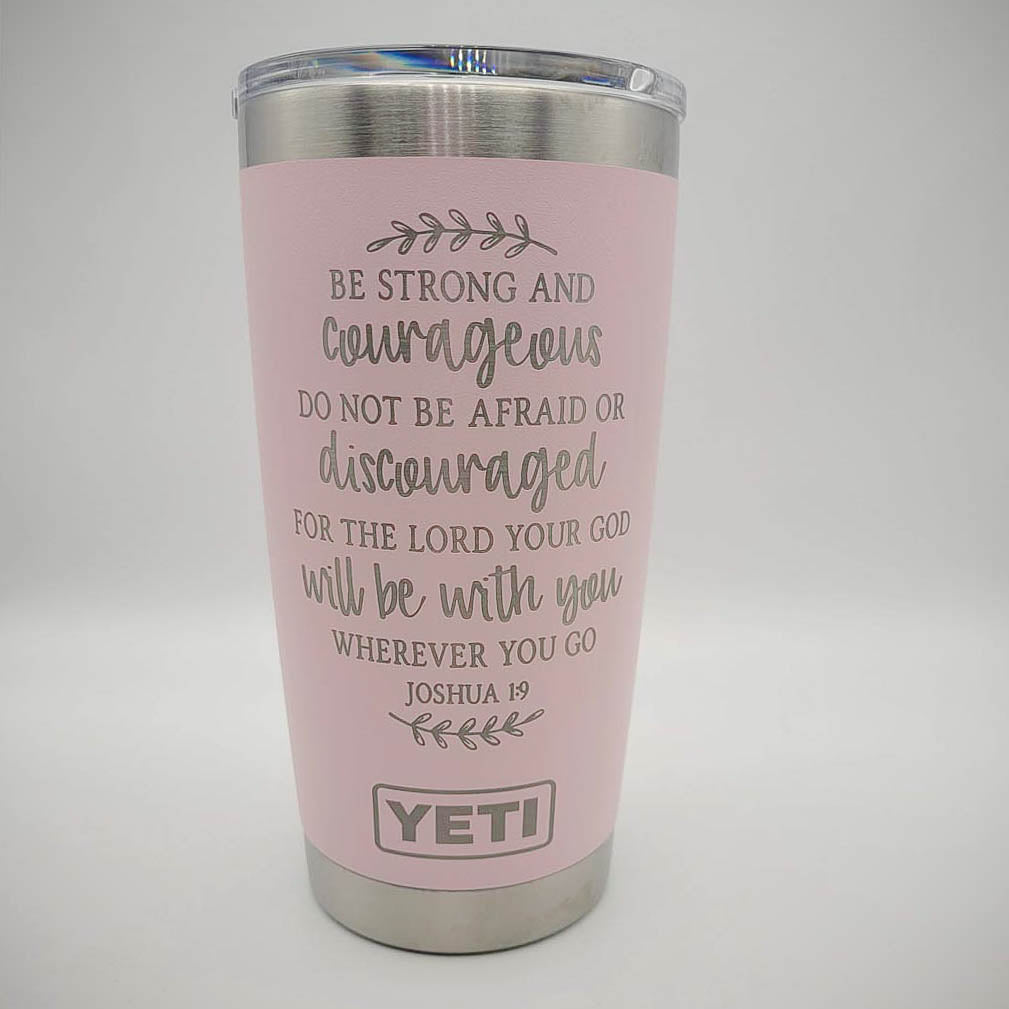 BE STRONG AND
courageous
DO NOT BE AFRAID OR
discouraged
FOR THE LORD YOUR GOD
will be with you
WHEREVER YOU GO
JOSHUA 1:9
YETI